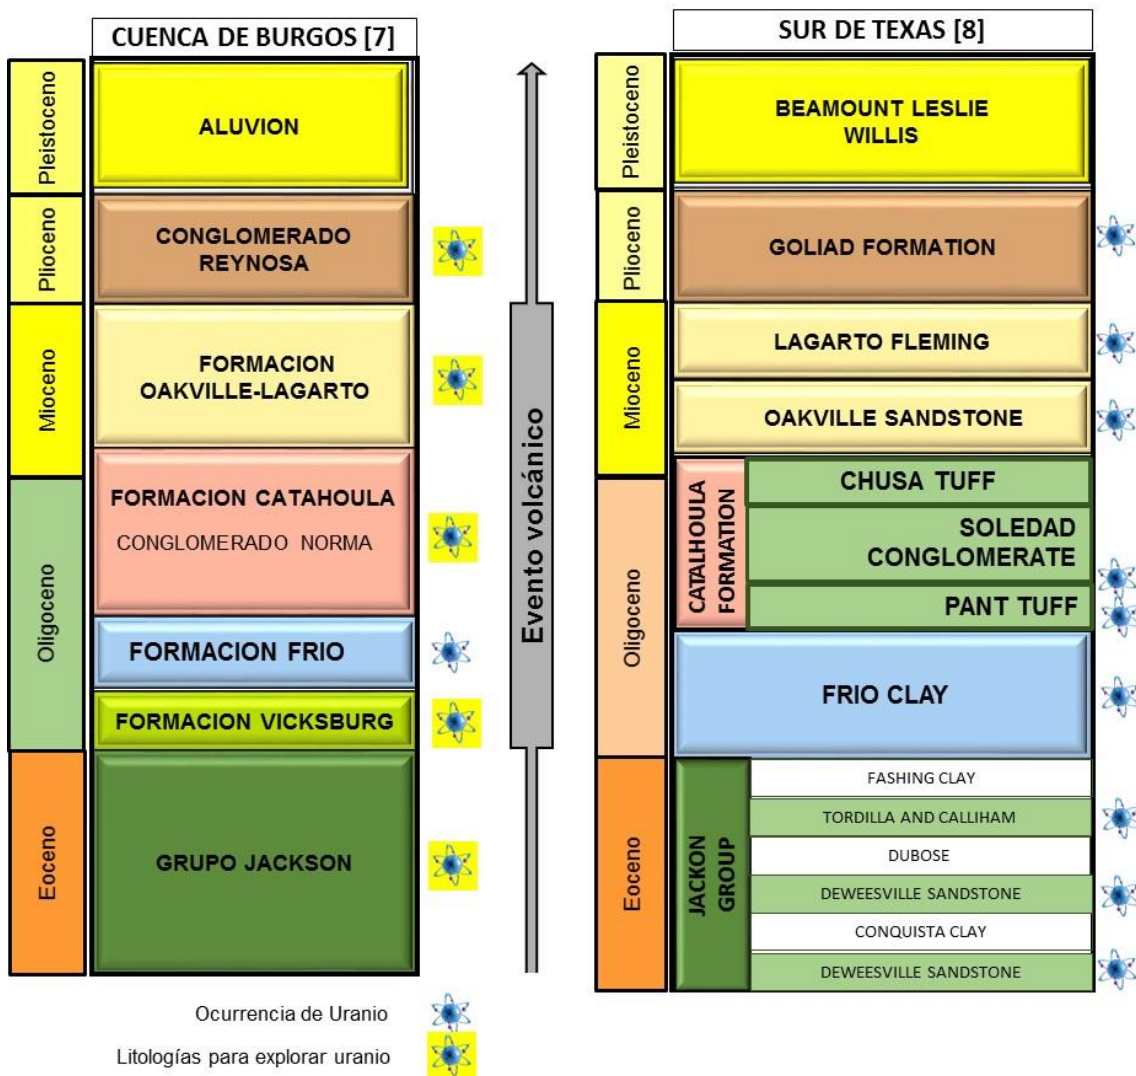 CUENCA DE BURGOS [7]
Pleistoceno
ALUVION
Plioceno
CONGLOMERADO
REYNOSA
Mioceno
FORMACION
OAKVILLE-LAGARTO
Oligoceno
FORMACION CATAHOULA
CONGLOMERADO NORMA
FORMACION FRIO
FORMACION VICKSBURG
Eoceno
GRUPO JACKSON
Evento volcánico
SUR DE TEXAS [8]
Pleistoceno
BEAMOUNT LESLIE
WILLIS
Plioceno
GOLIAD FORMATION
Mioceno
LAGARTO FLEMING
OAKVILLE SANDSTONE
Oligoceno
CATALHOULA
FORMATION
CHUSA TUFF
SOLEDAD
CONGLOMERATE
PANT TUFF
FRIO CLAY
Eoceno
JACKON
GROUP
FASHING CLAY
TORDILLA AND CALLIHAM
DUBOSE
DEWEESVILLE SANDSTONE
CONQUISTA CLAY
DEWEESVILLE SANDSTONE
Ocurrencia de Uranio
Litologías para explorar uranio